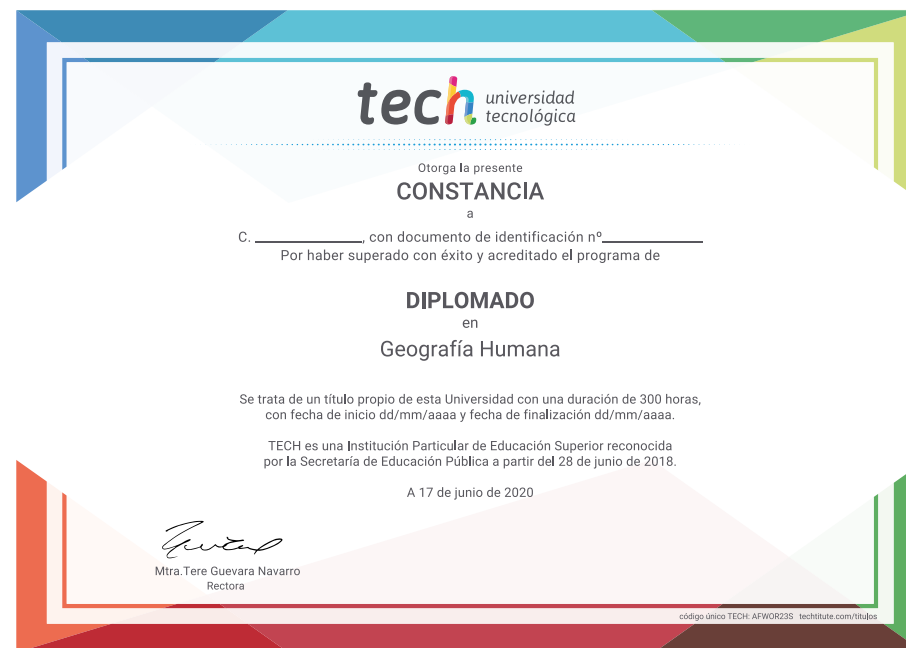 tech universidad
tecnológica
Otorga la presente
CONSTANCIA
a
C. ____________, con documento de identificación nº____________
Por haber superado con éxito y acreditado el programa de
DIPLOMADO
en
Geografía Humana
Se trata de un título propio de esta Universidad con una duración de 300 horas,
con fecha de inicio dd/mm/aaaa y fecha de finalización dd/mm/aaaa.
TECH es una Institución Particular de Educación Superior reconocida
por la Secretaría de Educación Pública a partir del 28 de junio de 2018.
A 17 de junio de 2020
Mtra.Tere Guevara Navarro
Rectora
código único TECH: AFWOR23S techtitute.com/titulos